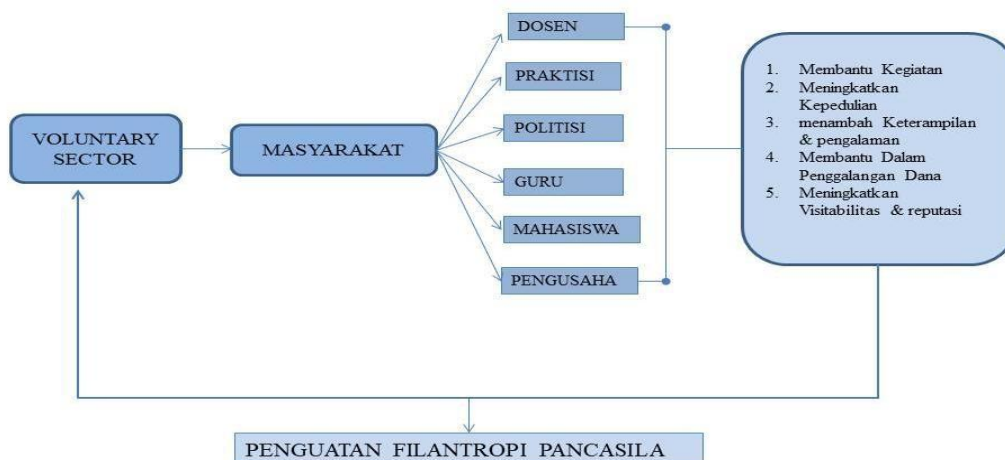 VOLUNTARY
SECTOR
MASYARAKAT
DOSEN
PRAKTISI
POLITISI
GURU
MAHASISWA
PENGUSAHA
1. Membantu Kegiatan
2. Meningkatkan
Kepedulian
3. menambah Keterampilan
& pengalaman
4. Membantu Dalam
Penggalangan Dana
5. Meningkatkan
Visitabilitas & reputasi
PENGUATAN FILANTROPI PANCASILA